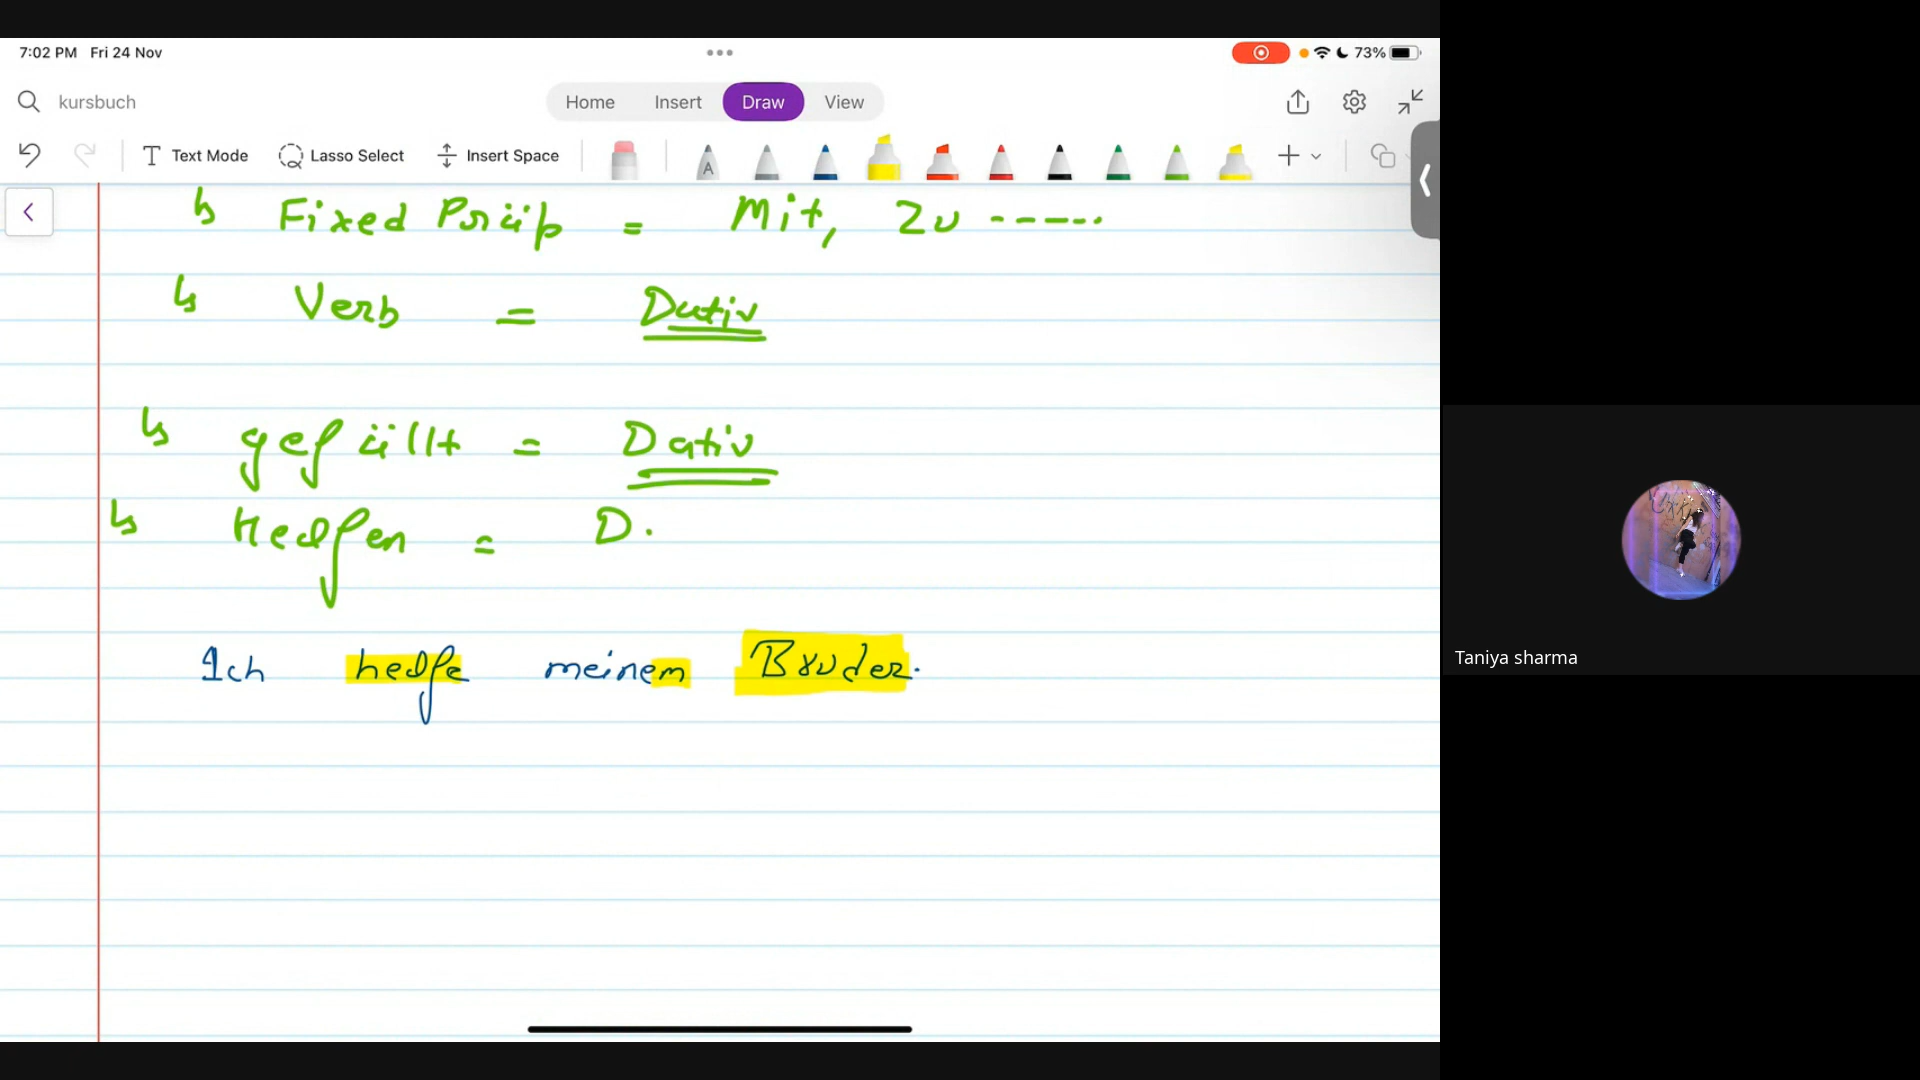 7:02 PM Fri 24 Nov
73%
kursbuch
Home Insert Draw View
Text Mode Lasso Select Insert Space
A
↳ Fixed Präp = Mit, zu -----
↳ Verb = Dativ
↳ gefällt = Dativ
↳ Helfen = D.
Ich helfe meinem Bruder.
Taniya sharma